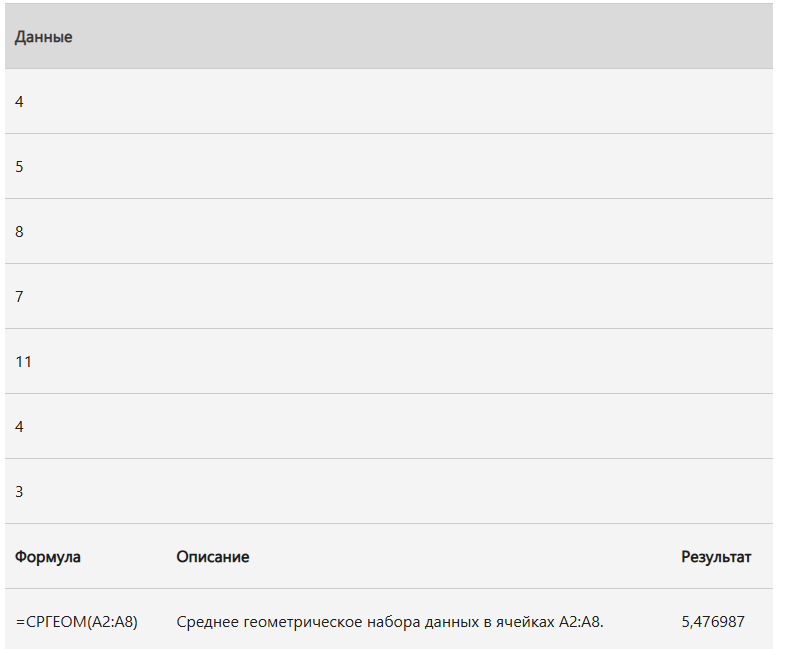 Данные
4
5
8
7
11
4
3
Формула Описание Результат
=СРГЕОМ(A2:A8) Среднее геометрическое набора данных в ячейках A2:A8. 5,476987